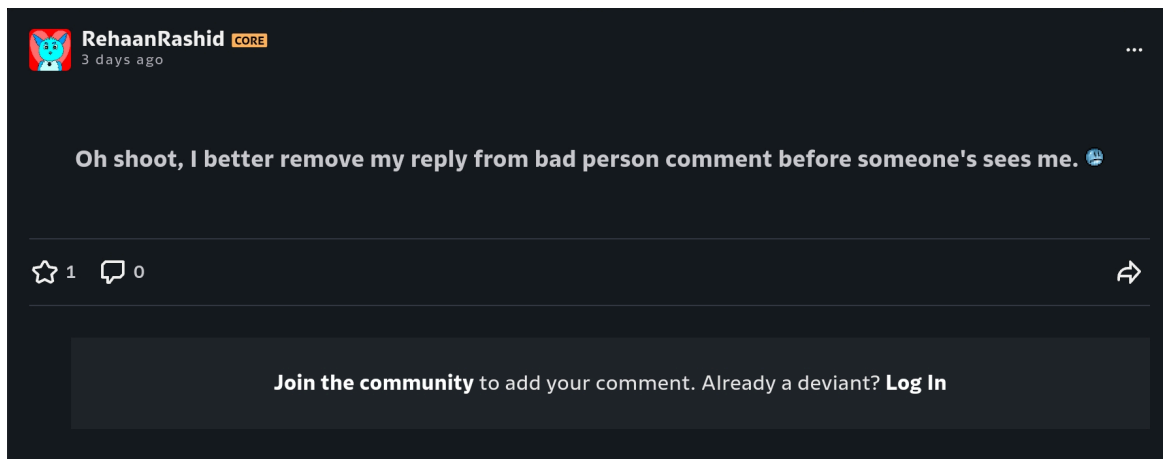 RehaanRashid CORE
3 days ago
Oh shoot, I better remove my reply from bad person comment before someone's sees me.
1 0
Join the community to add your comment. Already a deviant? Log In